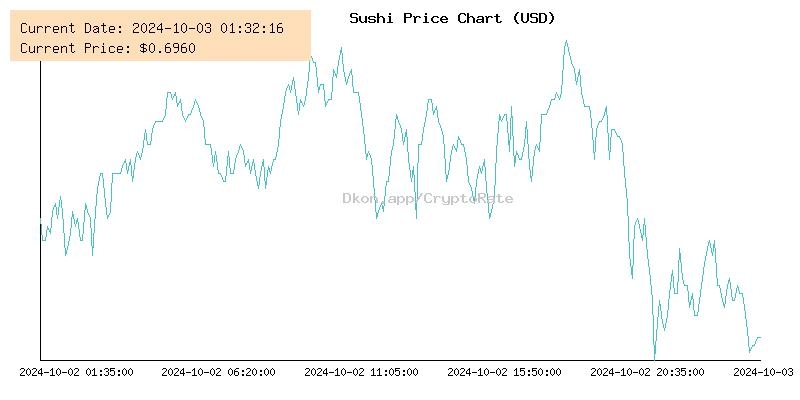 Sushi Price Chart (USD)
Current Date: 2024-10-03 01:32:16
Current Price: $0.6960
Dkon.app/CryptoRate
2024-10-02 01:35:00 2024-10-02 06:20:00 2024-10-02 11:05:00 2024-10-02 15:50:00 2024-10-02 20:35:00 2024-10-03